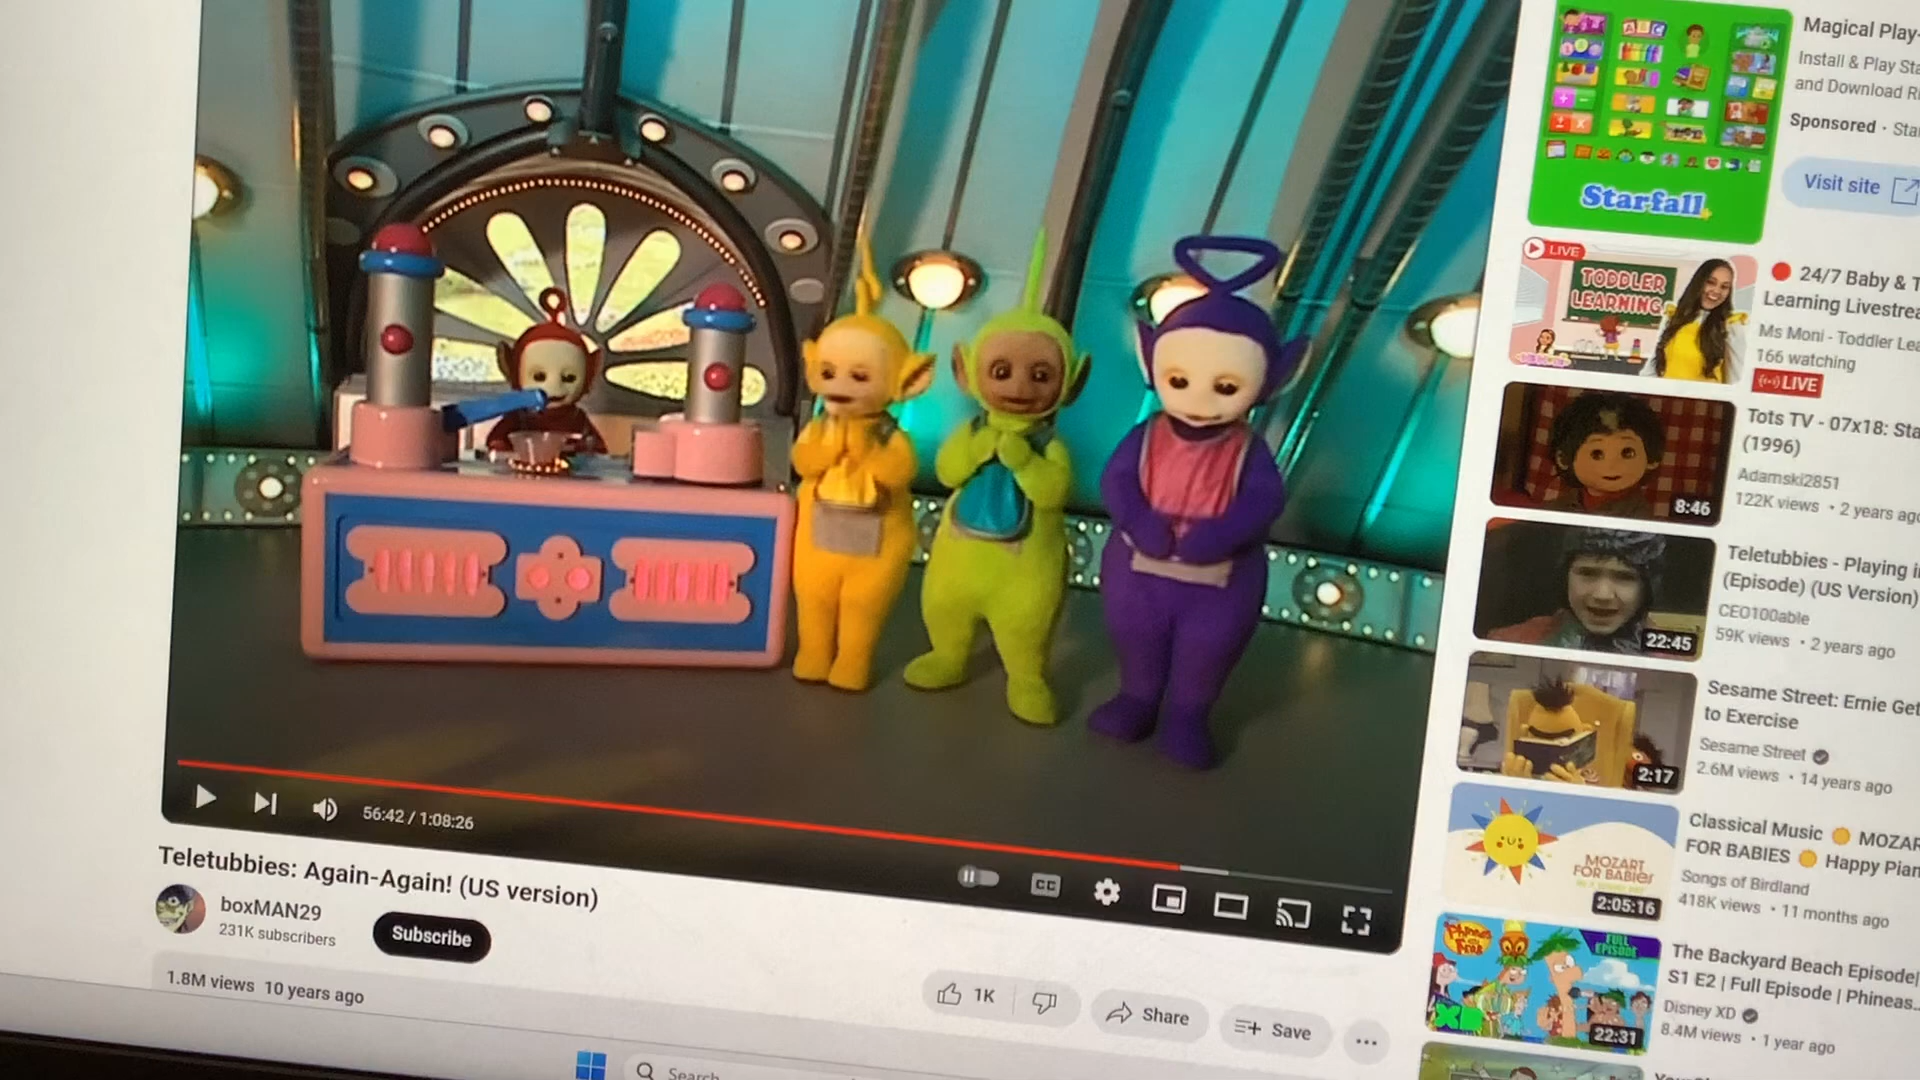 56:42 / 1:08:26
CC
Teletubbies: Again-Again! (US version)
boxMAN29
231K subscribers
Subscribe
1.8M views 10 years ago
1K
Share
Save
Search
ABC
Starfall
Magical Play-
Install & Play Sta
and Download R
Sponsored · Sta
Visit site
LIVE
TODDLER
LEARNING
24/7 Baby & T
Learning Livestrea
Ms Moni - Toddler Lea
166 watching
LIVE
8:46
Tots TV - 07x18: Sta
(1996)
Adamski2851
122K views • 2 years ago
22:45
Teletubbies - Playing i
(Episode) (US Version)
CEO100able
59K views • 2 years ago
2:17
Sesame Street: Ernie Get
to Exercise
Sesame Street
2.6M views • 14 years ago
MOZART
FOR BABIES
2:05:16
Classical Music MOZAR
FOR BABIES Happy Pian
Songs of Birdland
418K views • 11 months ago
Phineas and Ferb
FULL
EPISODE
XD
22:31
The Backyard Beach Episode|
S1 E2 | Full Episode | Phineas...
Disney XD
8.4M views • 1 year ago